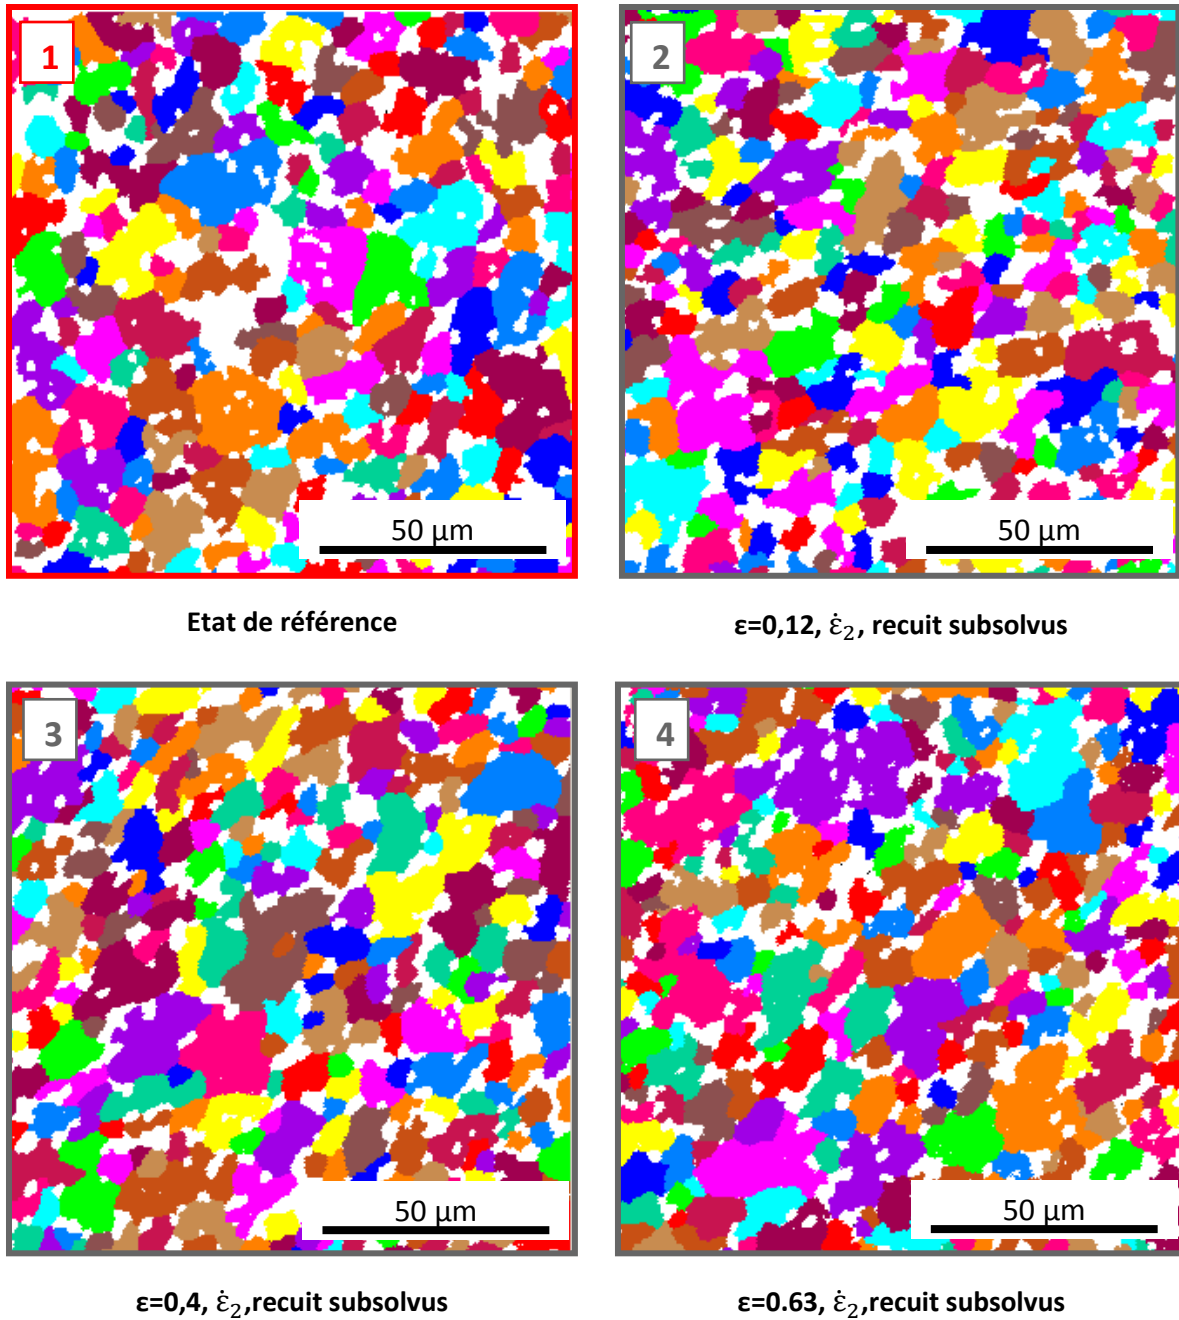 1
2
50 µm
50 µm
Etat de référence
ε=0,12, ε̇₂, recuit subsolvus
3
4
50 µm
50 µm
ε=0,4, ε̇₂,recuit subsolvus
ε=0.63, ε̇₂,recuit subsolvus